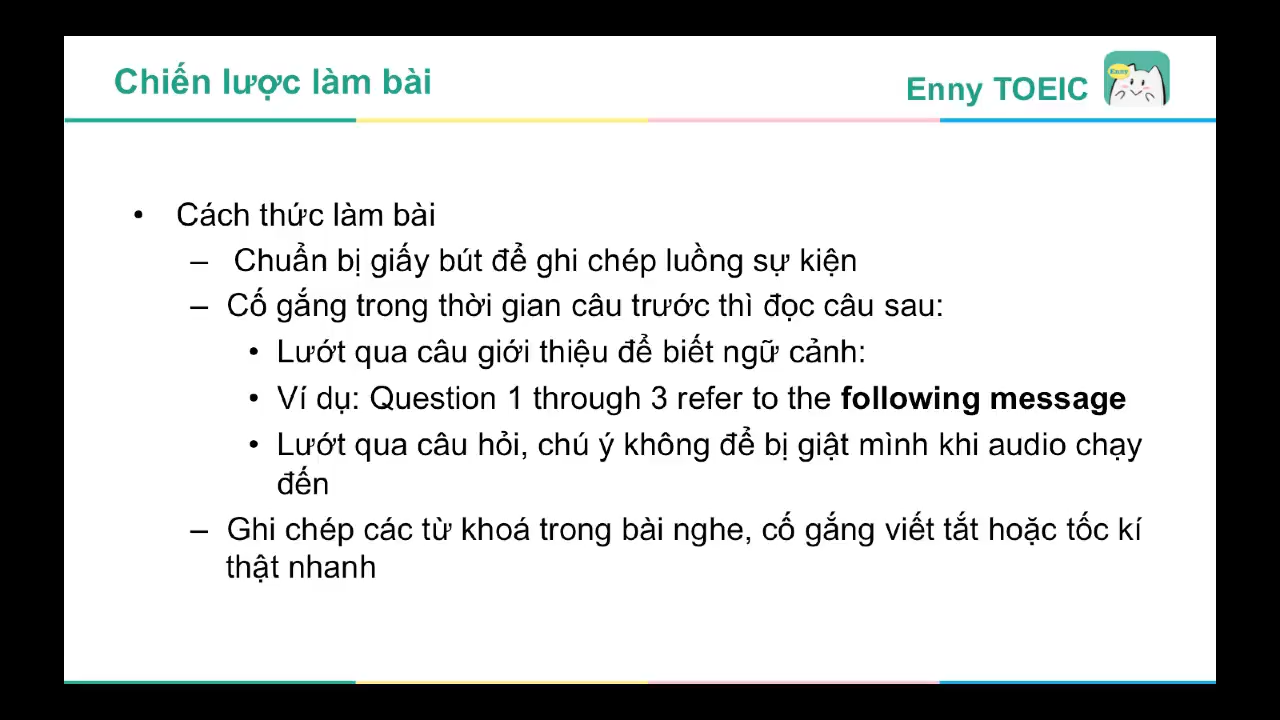 Chiến lược làm bài
Enny TOEIC
Enny
• Cách thức làm bài
– Chuẩn bị giấy bút để ghi chép luồng sự kiện
– Cố gắng trong thời gian câu trước thì đọc câu sau:
• Lướt qua câu giới thiệu để biết ngữ cảnh:
• Ví dụ: Question 1 through 3 refer to the following message
• Lướt qua câu hỏi, chú ý không để bị giật mình khi audio chạy
đến
– Ghi chép các từ khoá trong bài nghe, cố gắng viết tắt hoặc tốc kí
thật nhanh